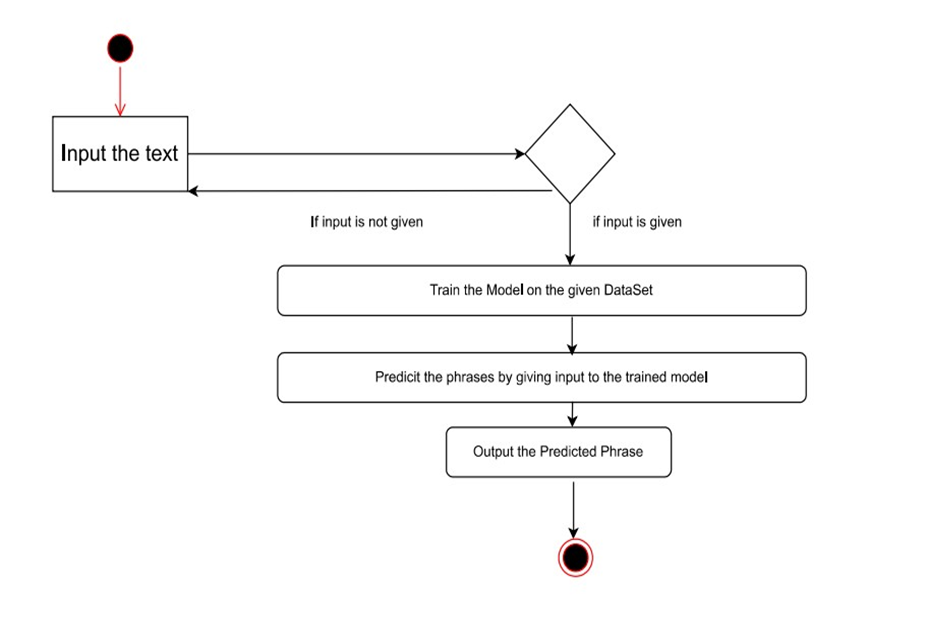 Input the text
If input is not given
if input is given
Train the Model on the given DataSet
Predicit the phrases by giving input to the trained model
Output the Predicted Phrase